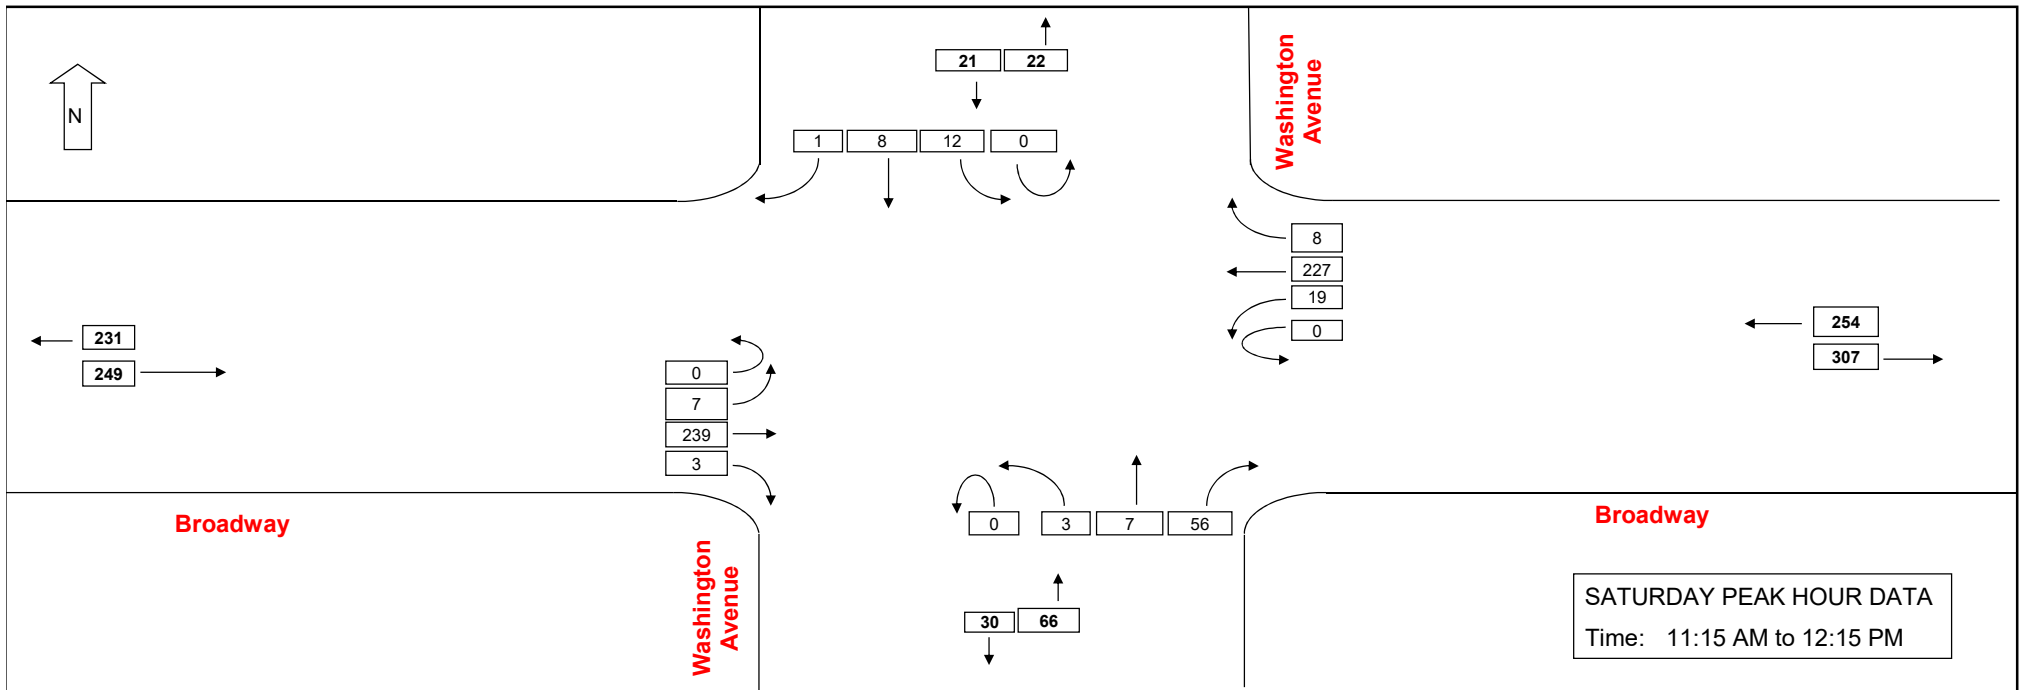 21 22
Washington
Avenue
N
1 8 12 0
8
227
19
0
231
249
254
307
0
7
239
3
Broadway
0 3 7 56
Broadway
Washington
Avenue
30 66
SATURDAY PEAK HOUR DATA
Time: 11:15 AM to 12:15 PM